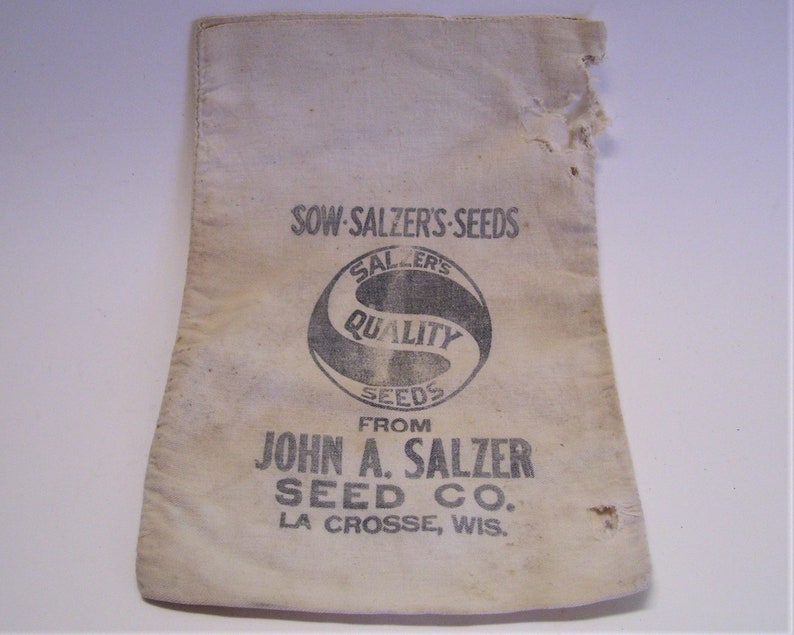 SOW·SALZER'S·SEEDS
SALZER'S
QUALITY
SEEDS
FROM
JOHN A. SALZER
SEED CO.
LA CROSSE, WIS.